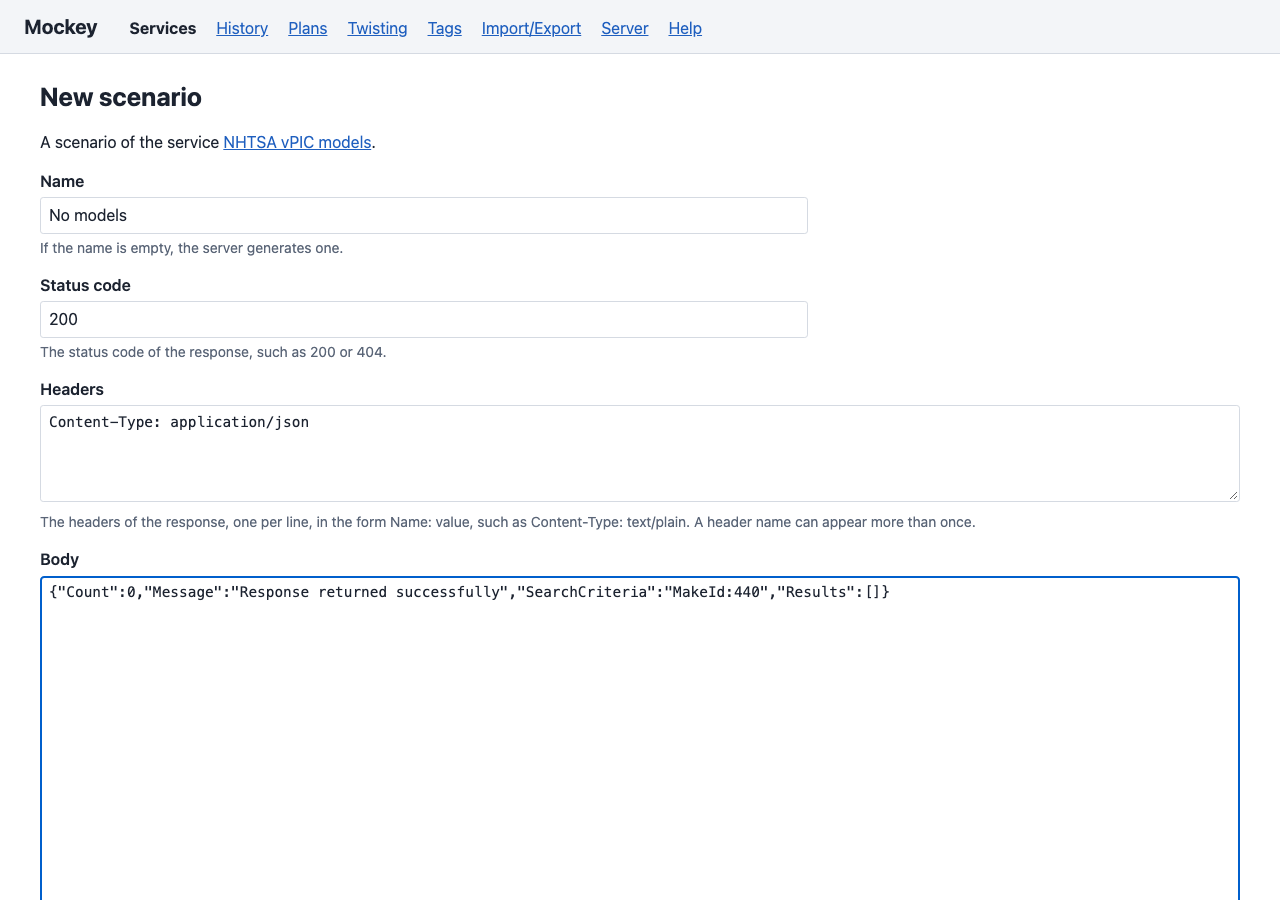 Mockey Services History Plans Twisting Tags Import/Export Server Help
New scenario
A scenario of the service NHTSA vPIC models.
Name
No models
If the name is empty, the server generates one.
Status code
200
The status code of the response, such as 200 or 404.
Headers
Content-Type: application/json
The headers of the response, one per line, in the form Name: value, such as Content-Type: text/plain. A header name can appear more than once.
Body
{"Count":0,"Message":"Response returned successfully","SearchCriteria":"MakeId:440","Results":[]}